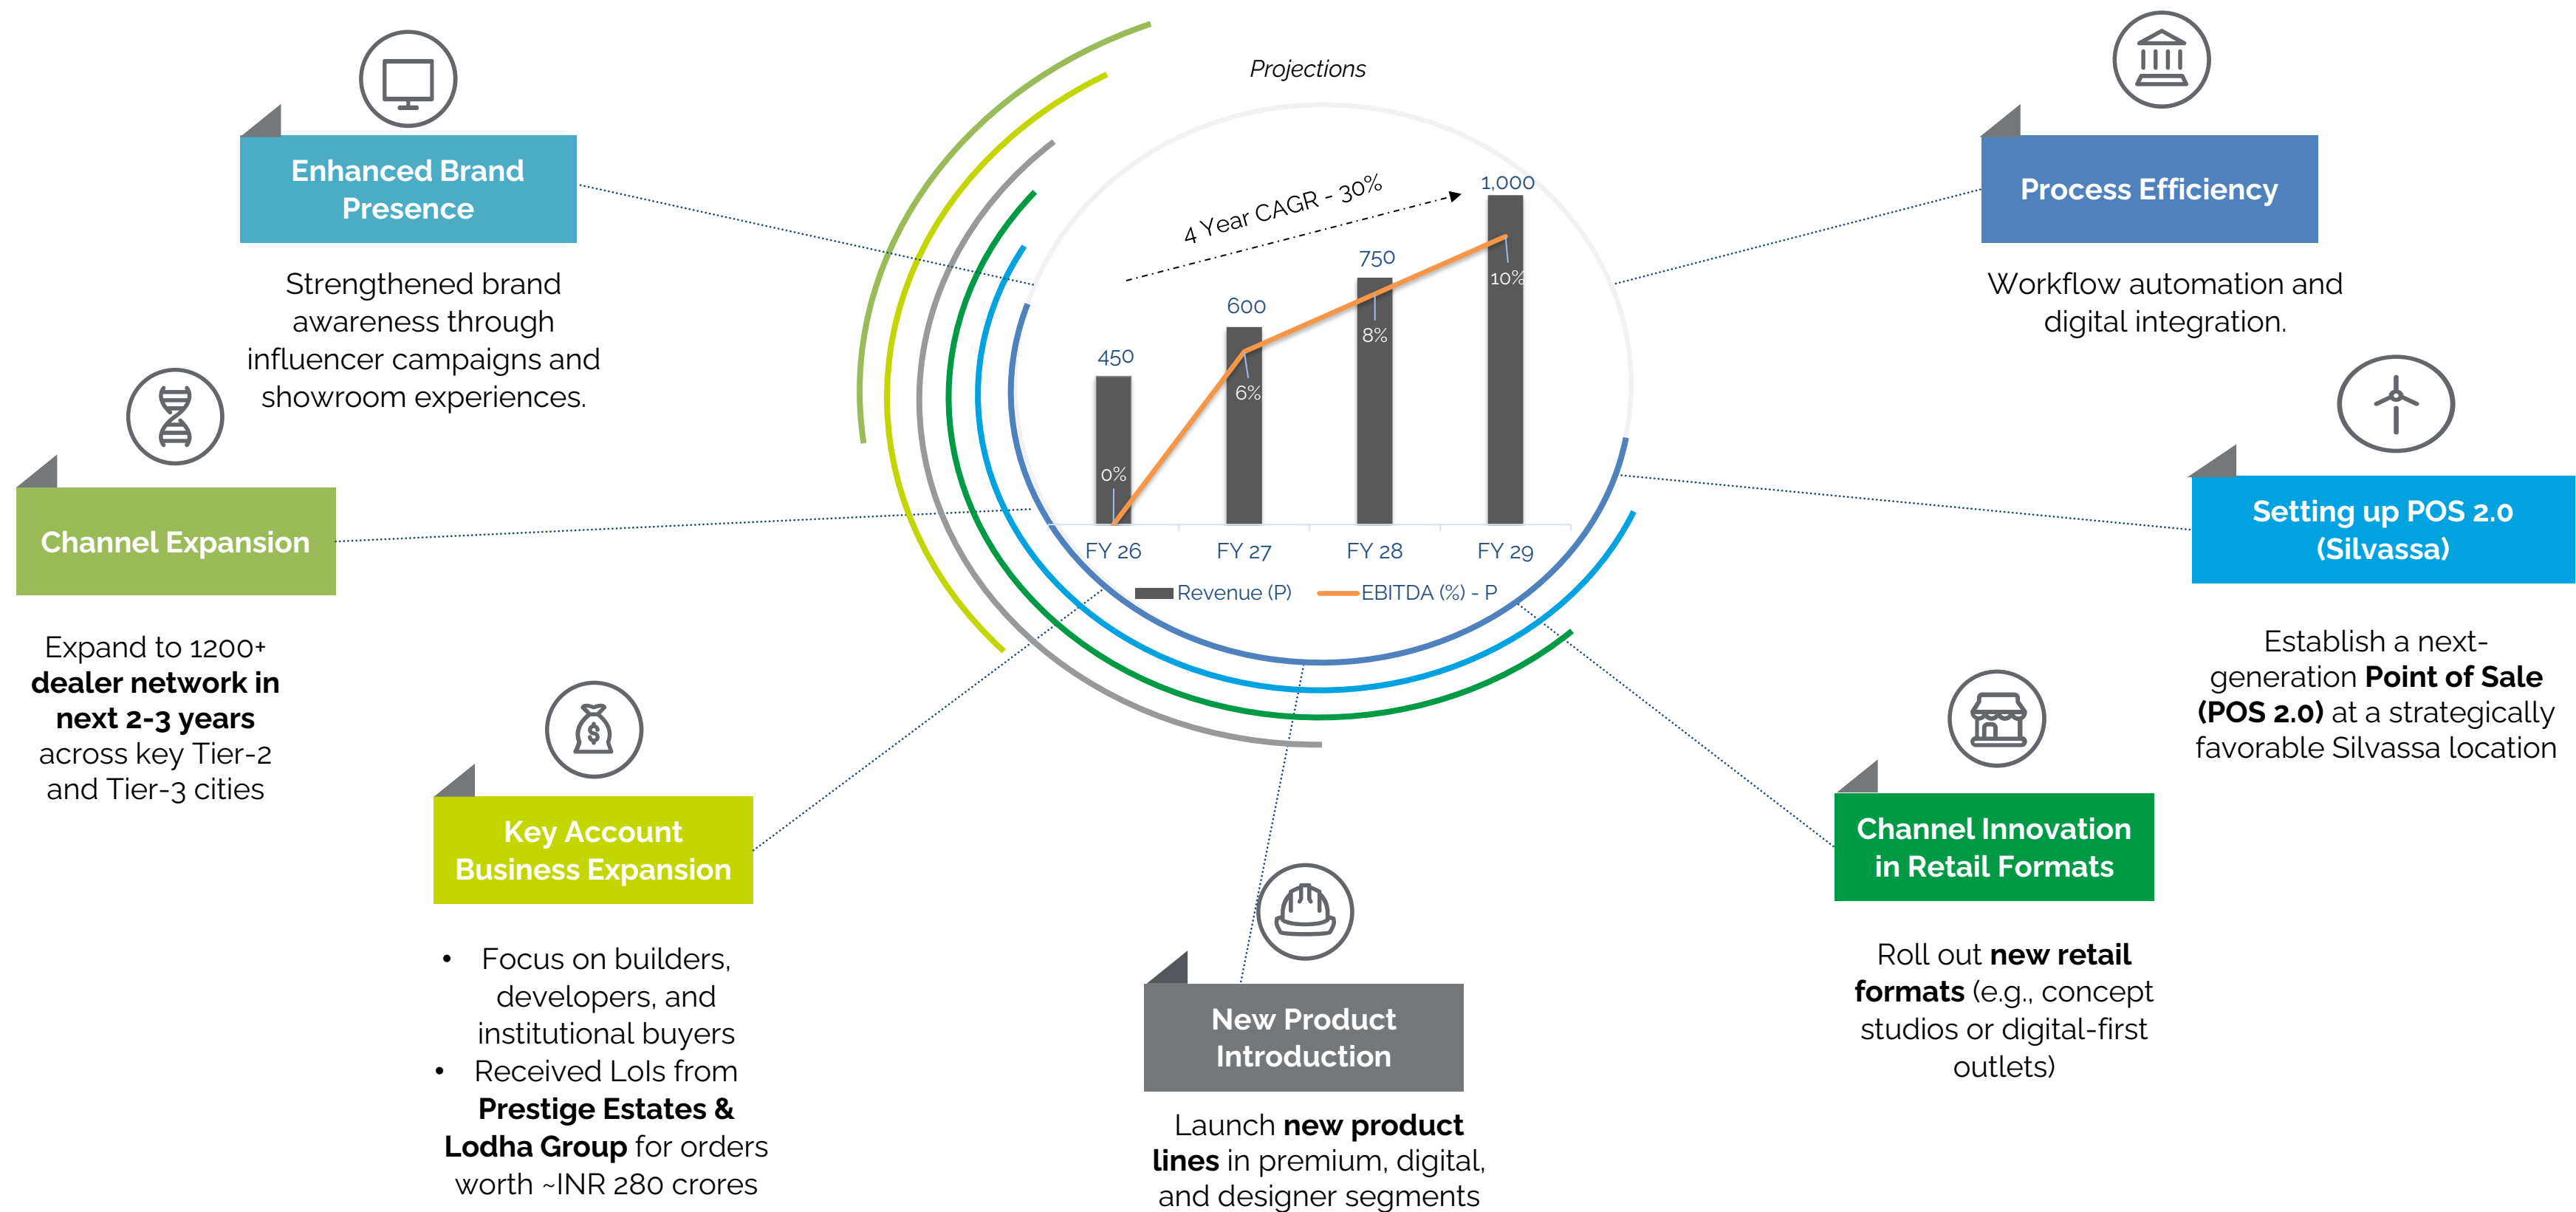 Projections
4 Year CAGR - 30%
1,000
750
600
450
10%
8%
6%
0%
FY 26
FY 27
FY 28
FY 29
Revenue (P)
EBITDA (%) - P
Enhanced Brand
Presence
Strengthened brand
awareness through
influencer campaigns and
showroom experiences.
Channel Expansion
Expand to 1200+
dealer network in
next 2-3 years
across key Tier-2
and Tier-3 cities
Key Account
Business Expansion
• Focus on builders,
developers, and
institutional buyers
• Received LoIs from
Prestige Estates &
Lodha Group for orders
worth ~INR 280 crores
New Product
Introduction
Launch new product
lines in premium, digital,
and designer segments
Channel Innovation
in Retail Formats
Roll out new retail
formats (e.g., concept
studios or digital-first
outlets)
Setting up POS 2.0
(Silvassa)
Establish a next-
generation Point of Sale
(POS 2.0) at a strategically
favorable Silvassa location
Process Efficiency
Workflow automation and
digital integration.